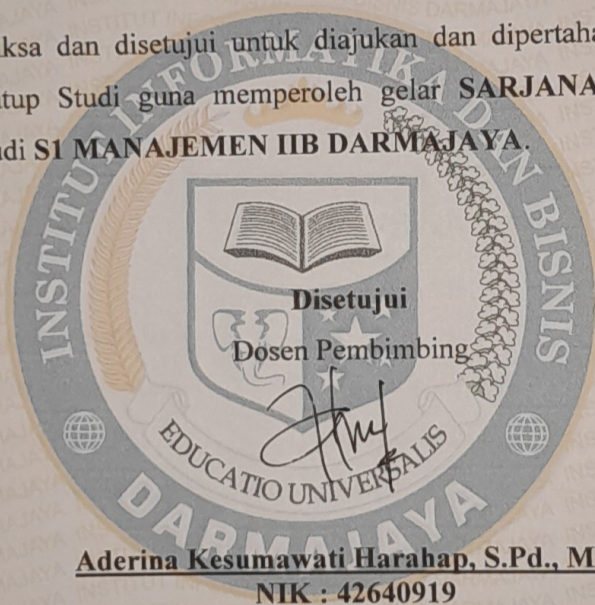 ksa dan disetujui untuk diajukan dan dipertaha
tup Studi guna memperoleh gelar SARJANA
di S1 MANAJEMEN IIB DARMAJAYA.
INSTITUT INFORMATIKA DAN BISNIS
Disetujui
Dosen Pembimbing
EDUCATIO UNIVERSALIS
DARMAJAYA
Aderina Kesumawati Harahap, S.Pd., M
NIK : 42640919